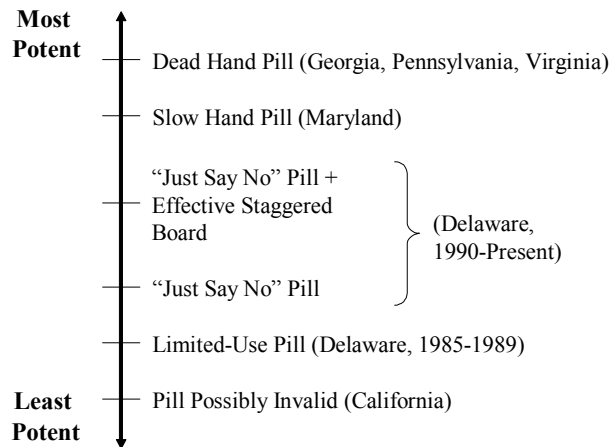 Most
Potent
Dead Hand Pill (Georgia, Pennsylvania, Virginia)
Slow Hand Pill (Maryland)
“Just Say No” Pill +
Effective Staggered
Board
(Delaware,
1990-Present)
“Just Say No” Pill
Limited-Use Pill (Delaware, 1985-1989)
Least
Potent
Pill Possibly Invalid (California)